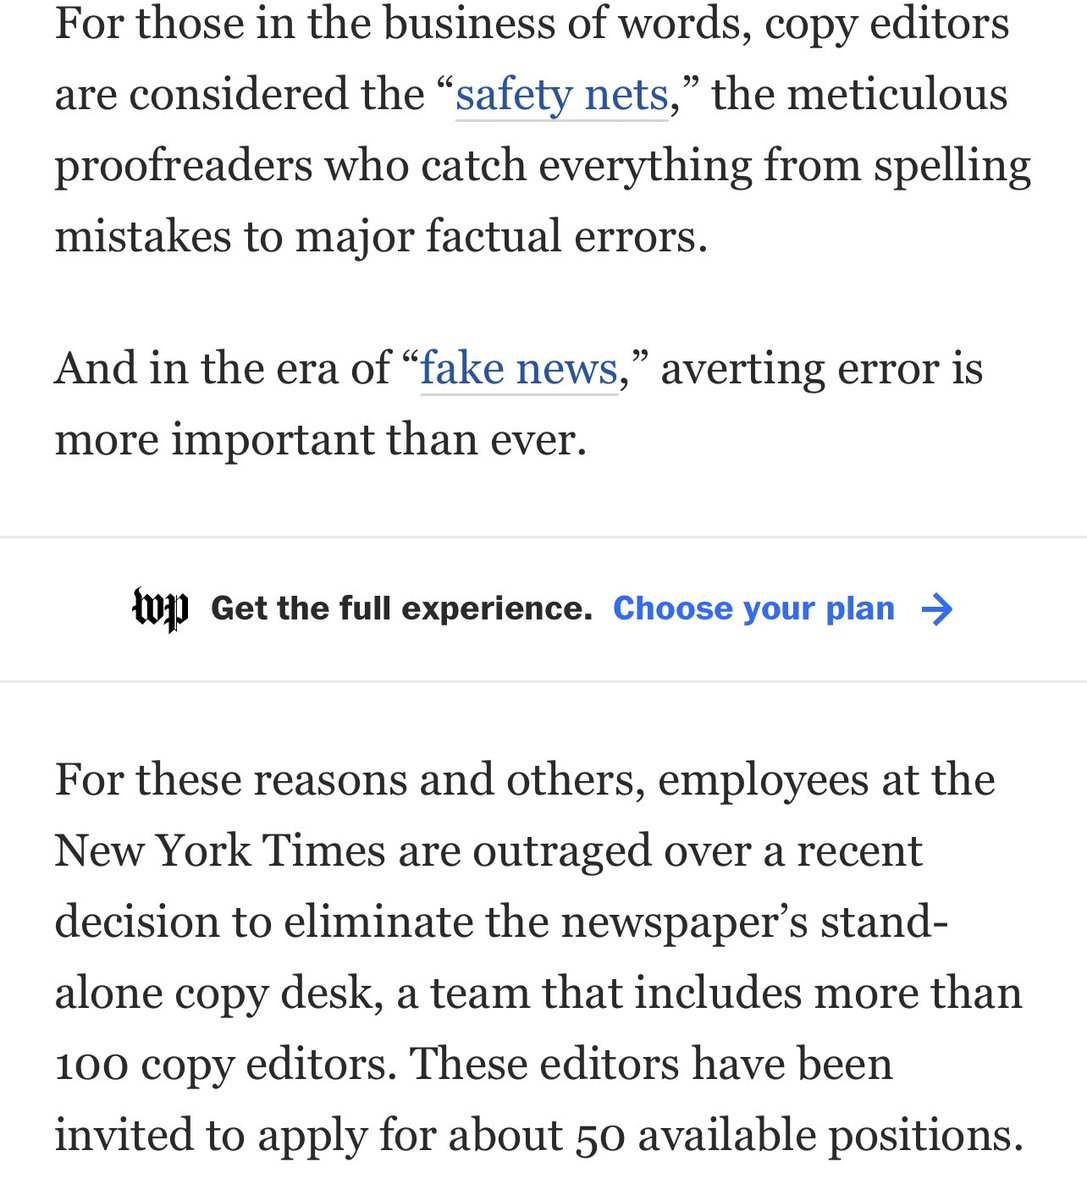 For those in the business of words, copy editors
are considered the “safety nets,” the meticulous
proofreaders who catch everything from spelling
mistakes to major factual errors.
And in the era of “fake news,” averting error is
more important than ever.
wp Get the full experience. Choose your plan →
For these reasons and others, employees at the
New York Times are outraged over a recent
decision to eliminate the newspaper’s stand-
alone copy desk, a team that includes more than
100 copy editors. These editors have been
invited to apply for about 50 available positions.